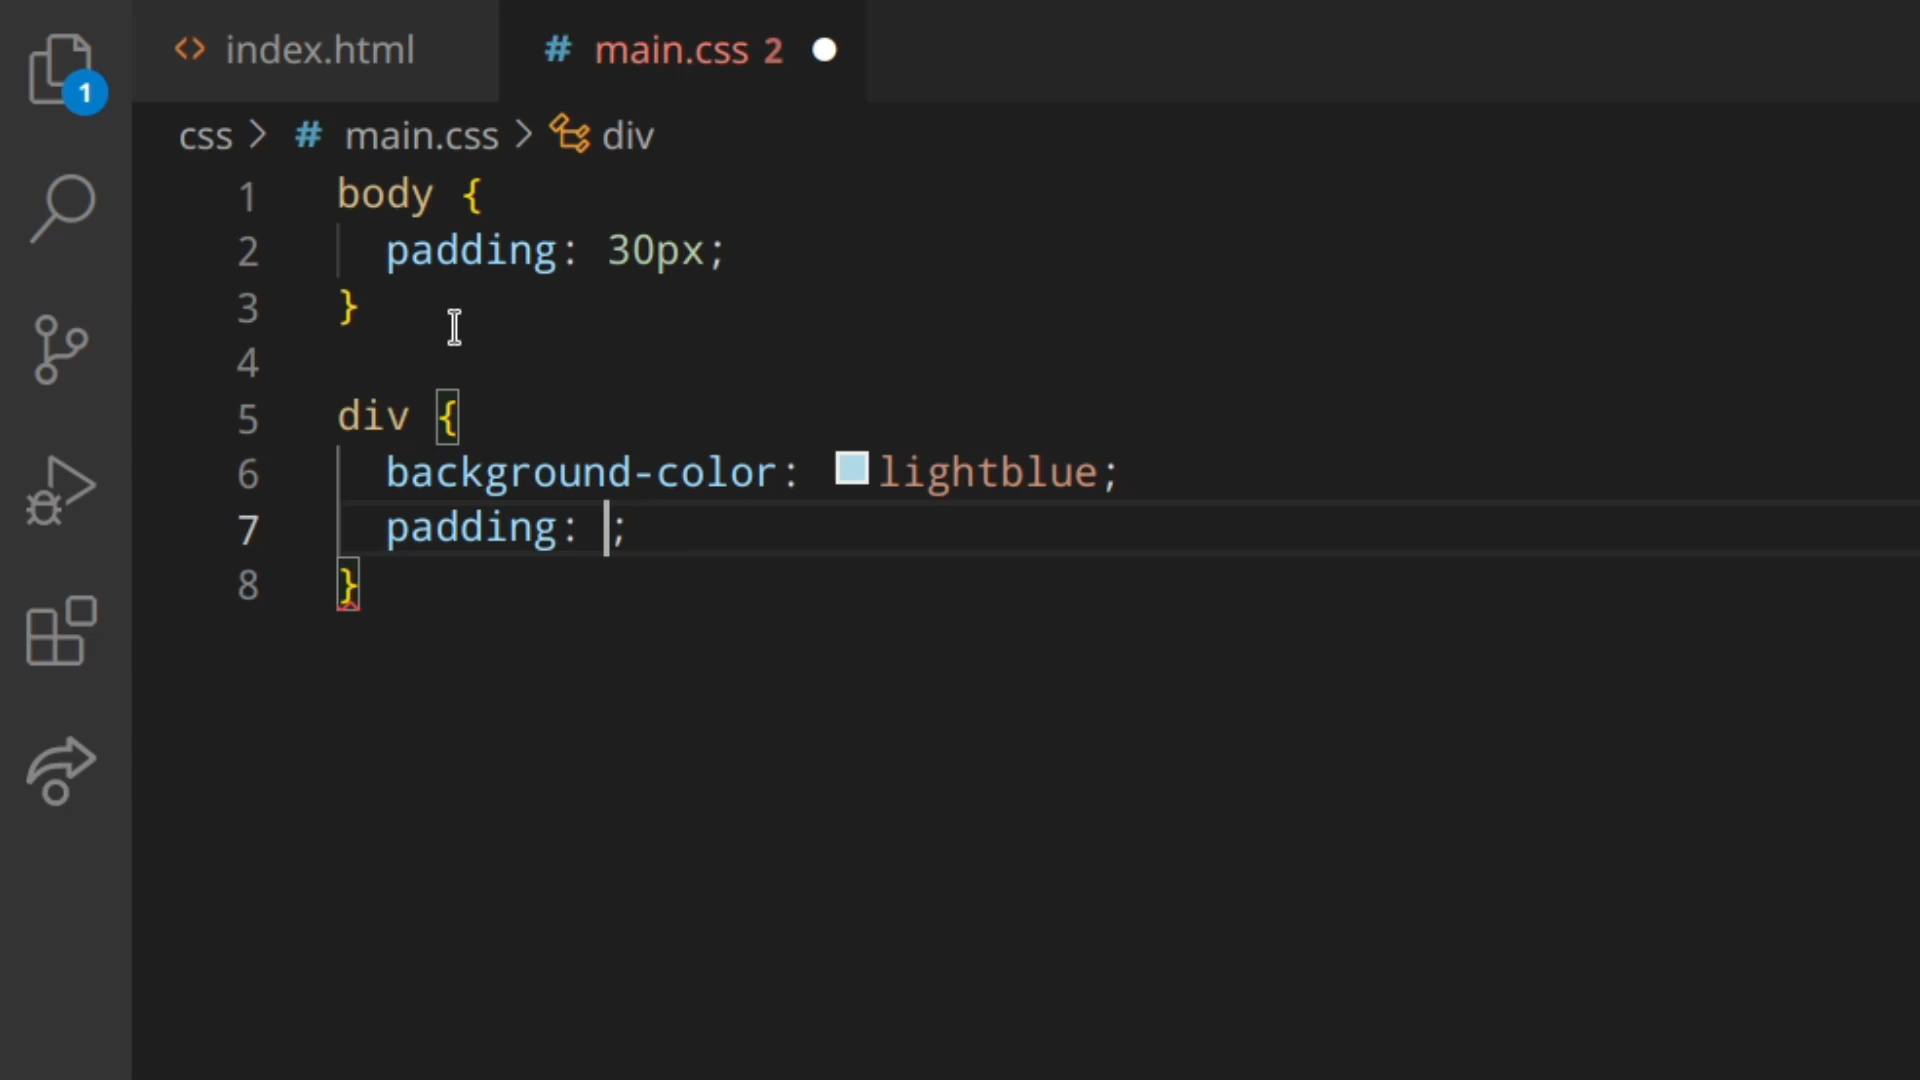 index.html
main.css 2
1
css > # main.css > div
1 body {
2 padding: 30px;
3 }
4
5 div {
6 background-color: lightblue;
7 padding: ;
8 }